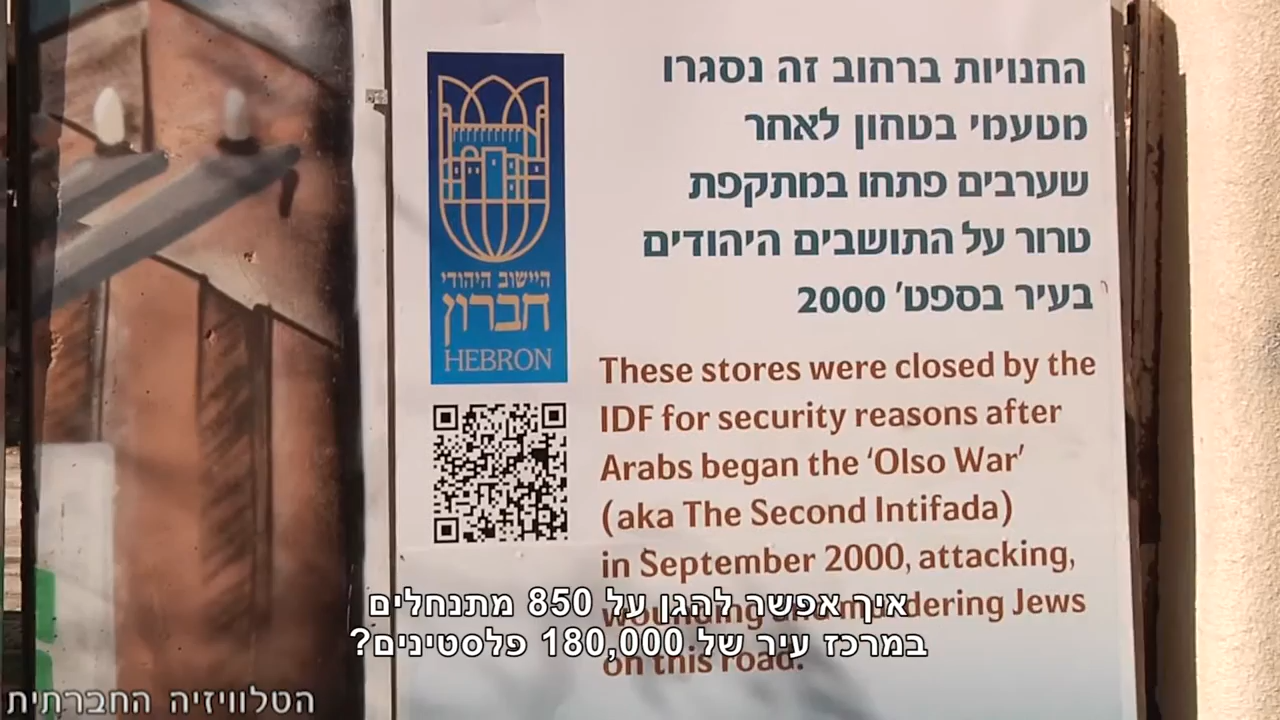 החנויות ברחוב זה נסגרו
מטעמי בטחון לאחר
שערבים פתחו במתקפת
טרור על התושבים היהודים
בעיר בספט' 2000
היישוב היהודי
חברון
HEBRON
These stores were closed by the
IDF for security reasons after
Arabs began the ‘Olso War’
(aka The Second Intifada)
in September 2000, attacking,
wounding and murdering Jews
on this road.
איך אפשר להגן על 850 מתנחלים
במרכז עיר של 180,000 פלסטינים?
הטלוויזיה החברתית